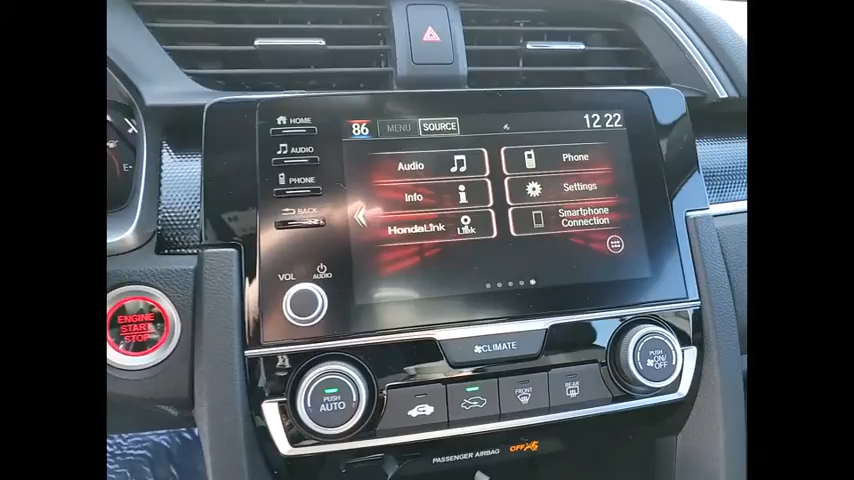 HOME
AUDIO
PHONE
BACK
VOL
AUDIO
86
MENU
SOURCE
12:22
Audio
Phone
Info
Settings
HondaLink
Link
Smartphone
Connection
ENGINE
START
STOP
CLIMATE
PUSH
AUTO
FRONT
REAR
PUSH
ON/
OFF
PASSENGER AIRBAG
OFF
E